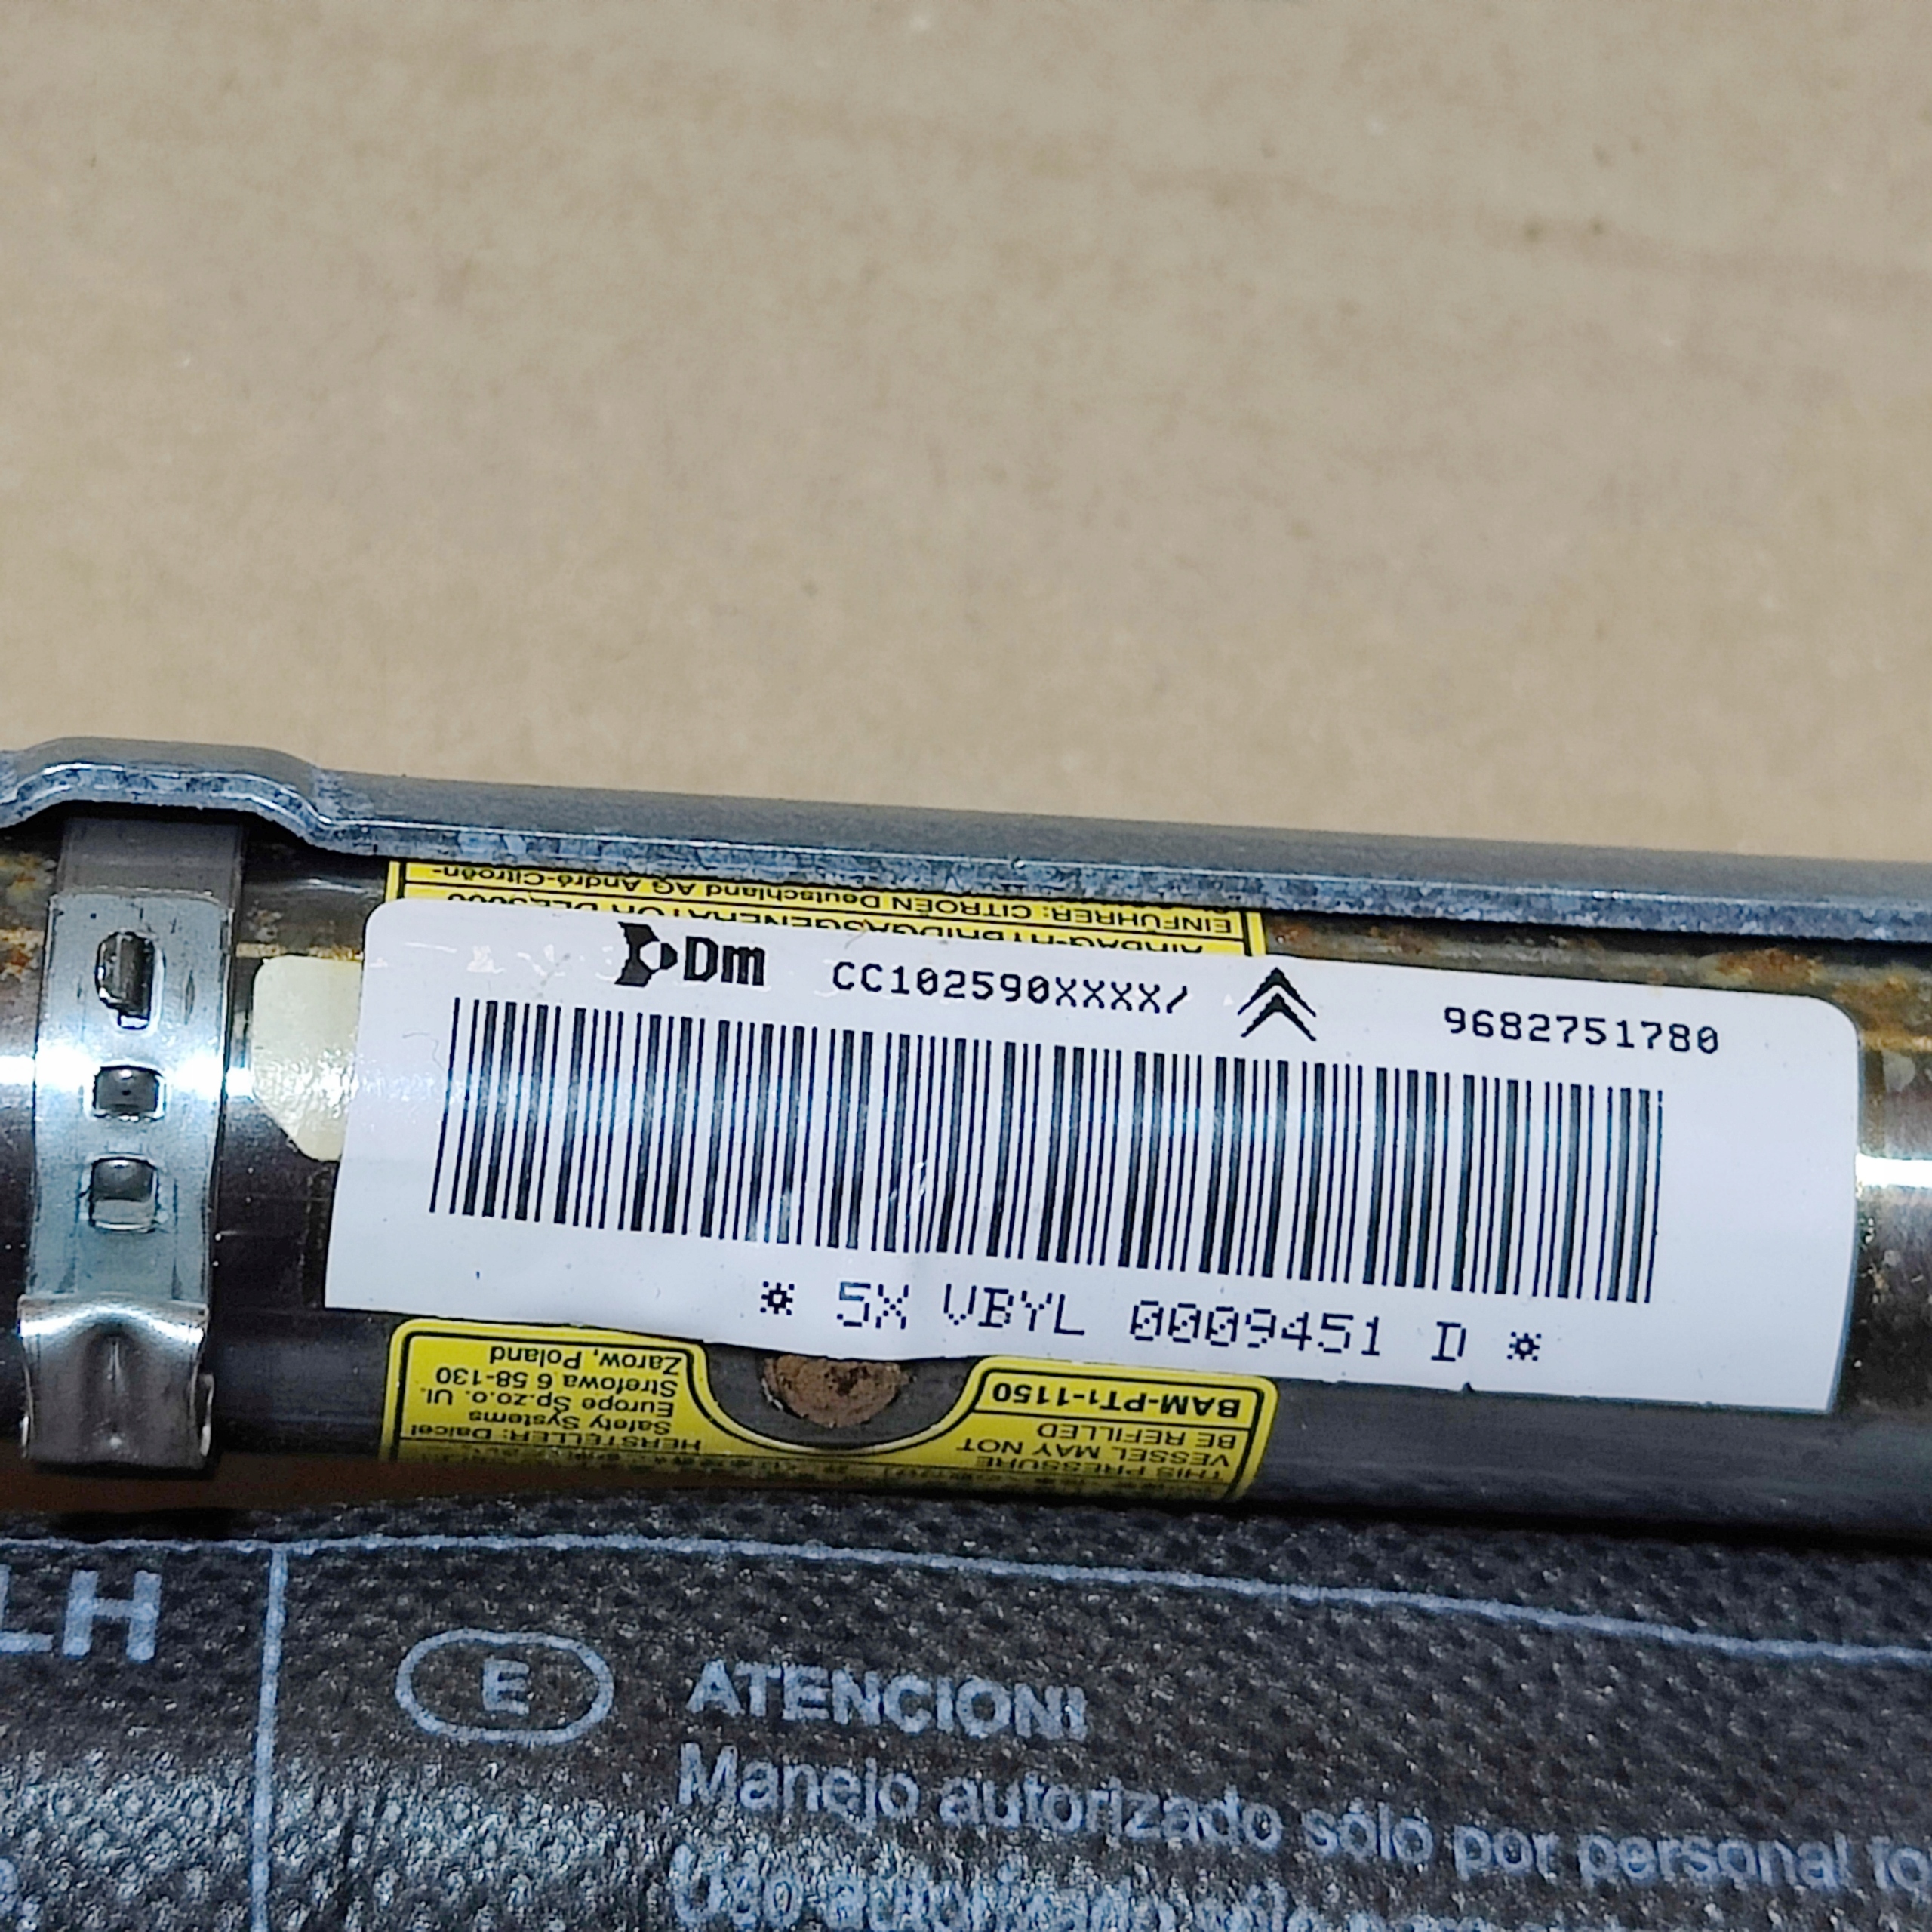 EINFÜHRER: CITROËN Deutschland AG André-Citroën-
AIRBAG-HYBRIDGASGENERATOR
Dm CC102590XXXX/ 9682751780
* 5X VBYL 0009451 D *
BAM-PT1-1150
BE REFILLED
VESSEL MAY NOT
THIS PRESSURE
Zarow, Poland
Strefowa 6 58-130
Europe Sp.zo.o. Ul.
Safety Systems
HERSTELLER: Daicel
LH
E
ATENCION!
Manejo autorizado sólo por personal